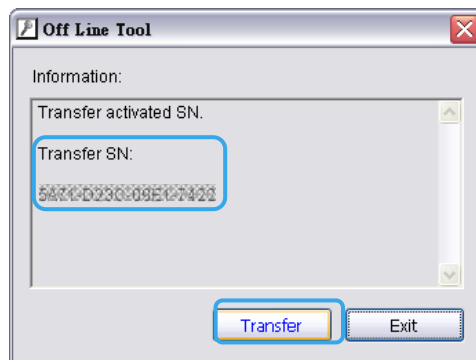 Off Line Tool
Information:
Transfer activated SN.
Transfer SN:
Transfer
Exit